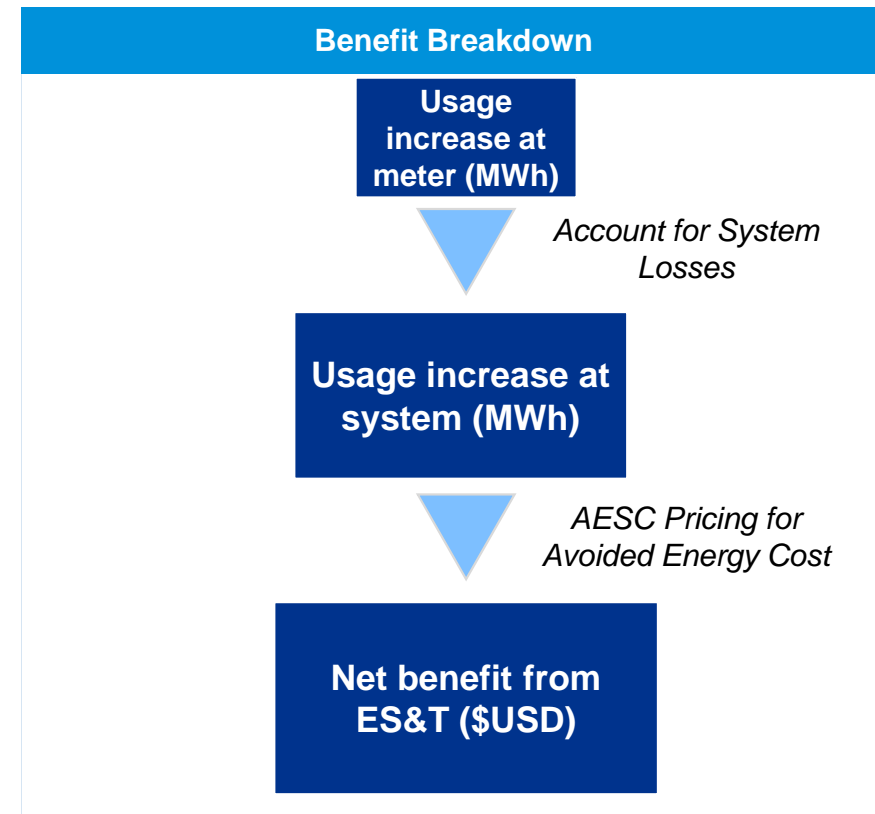 Benefit Breakdown
Usage
increase at
meter (MWh)
Account for System
Losses
Usage increase at
system (MWh)
AESC Pricing for
Avoided Energy Cost
Net benefit from
ES&T ($USD)